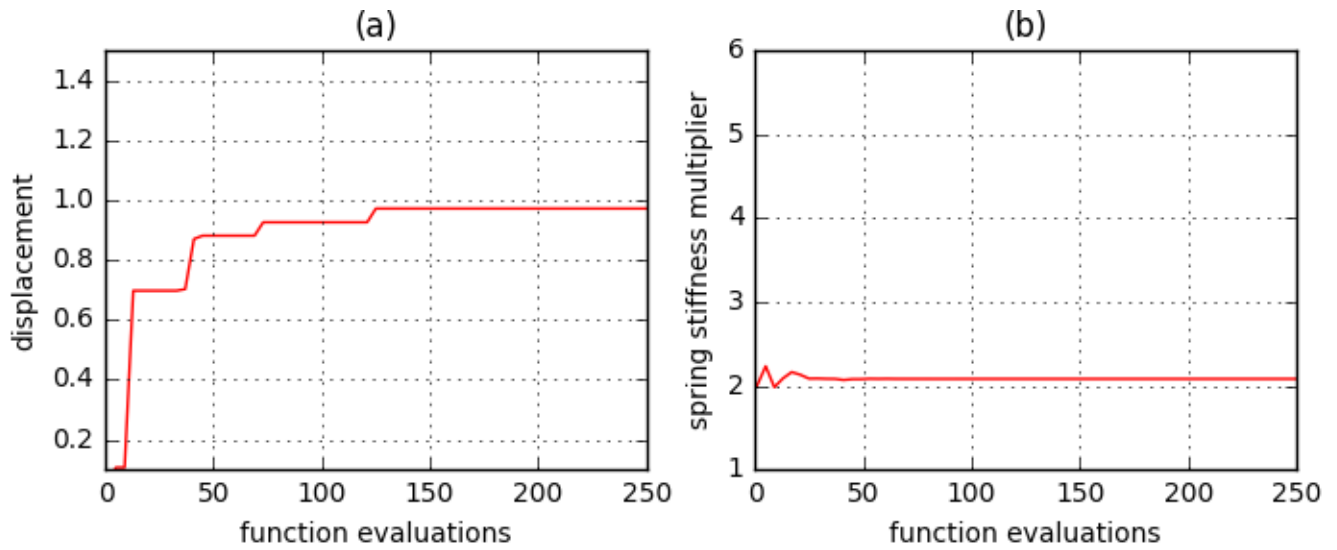 (a)
displacement
1.4
1.2
1.0
0.8
0.6
0.4
0.2
0 50 100 150 200 250
function evaluations
(b)
spring stiffness multiplier
6
5
4
3
2
1
0 50 100 150 200 250
function evaluations